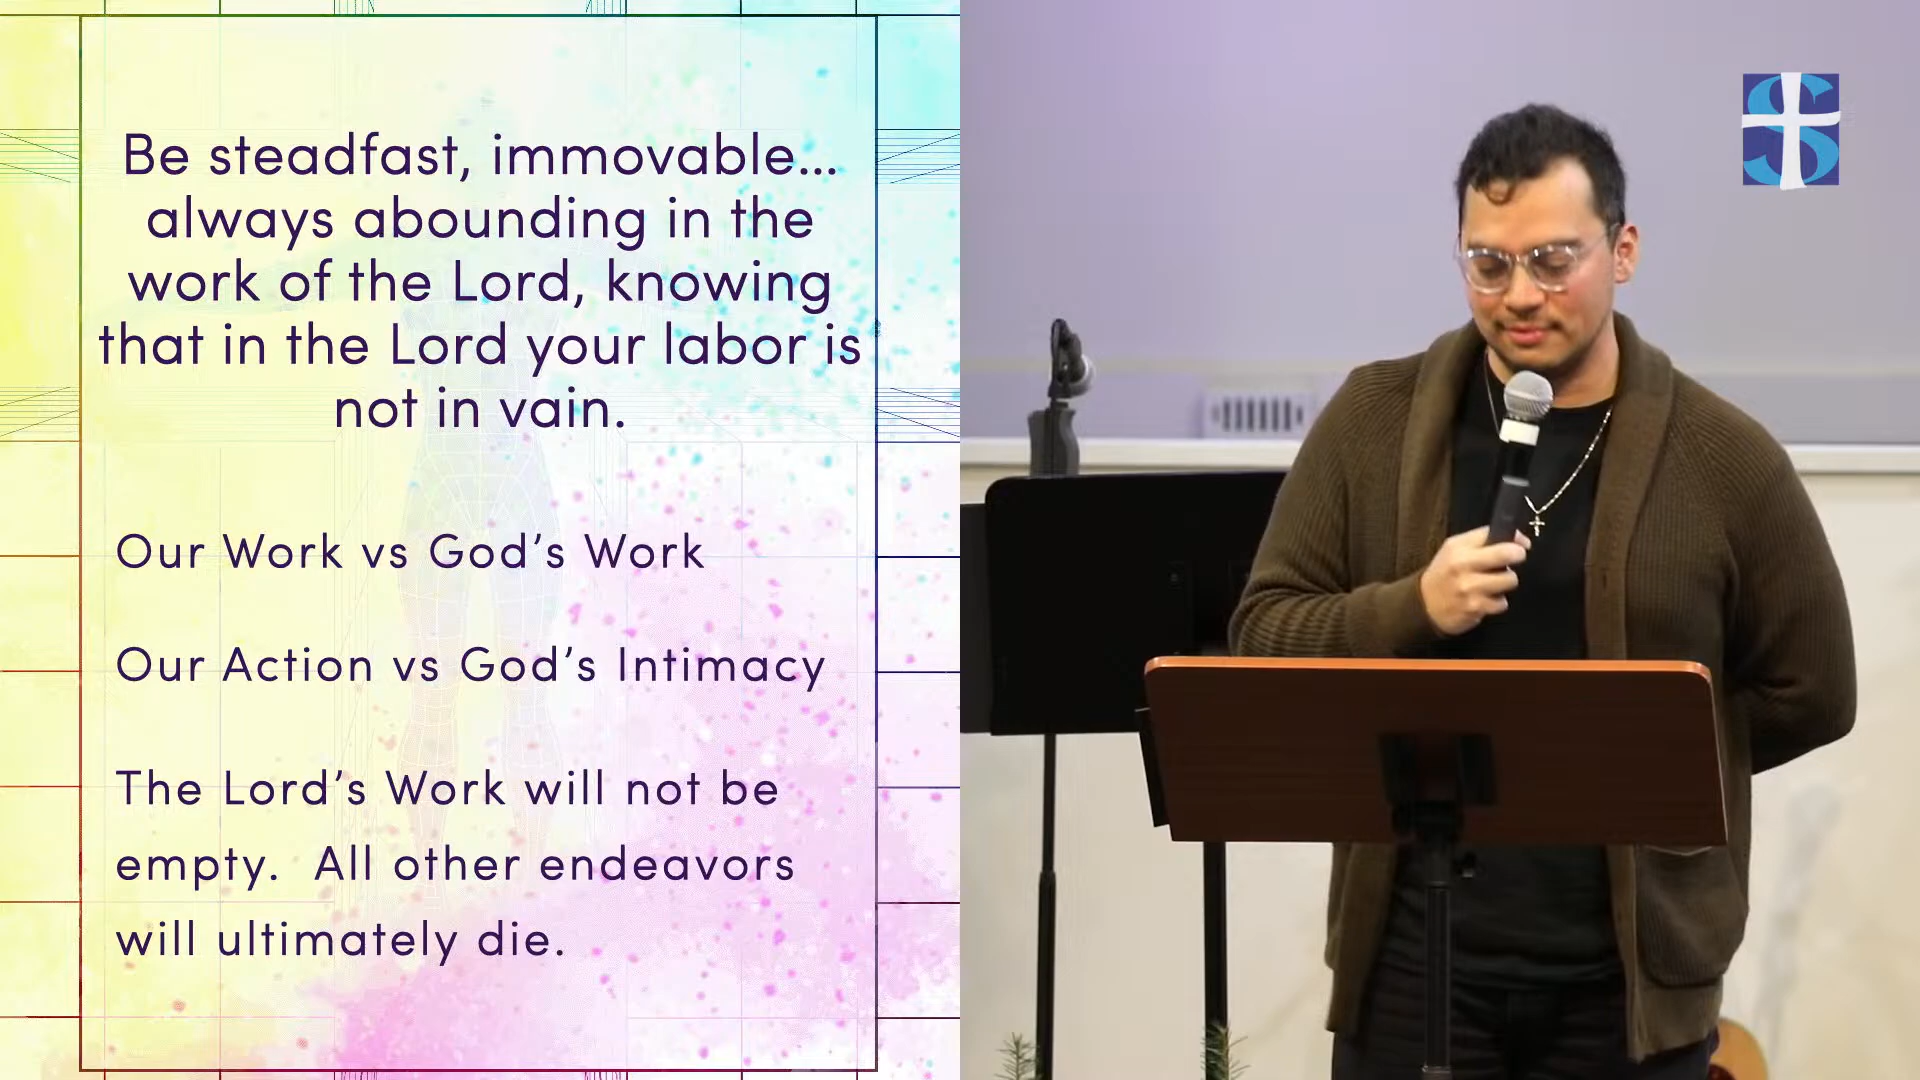 Be steadfast, immovable...
always abounding in the
work of the Lord, knowing
that in the Lord your labor is
not in vain.
Our Work vs God’s Work
Our Action vs God’s Intimacy
The Lord’s Work will not be
empty.  All other endeavors
will ultimately die.